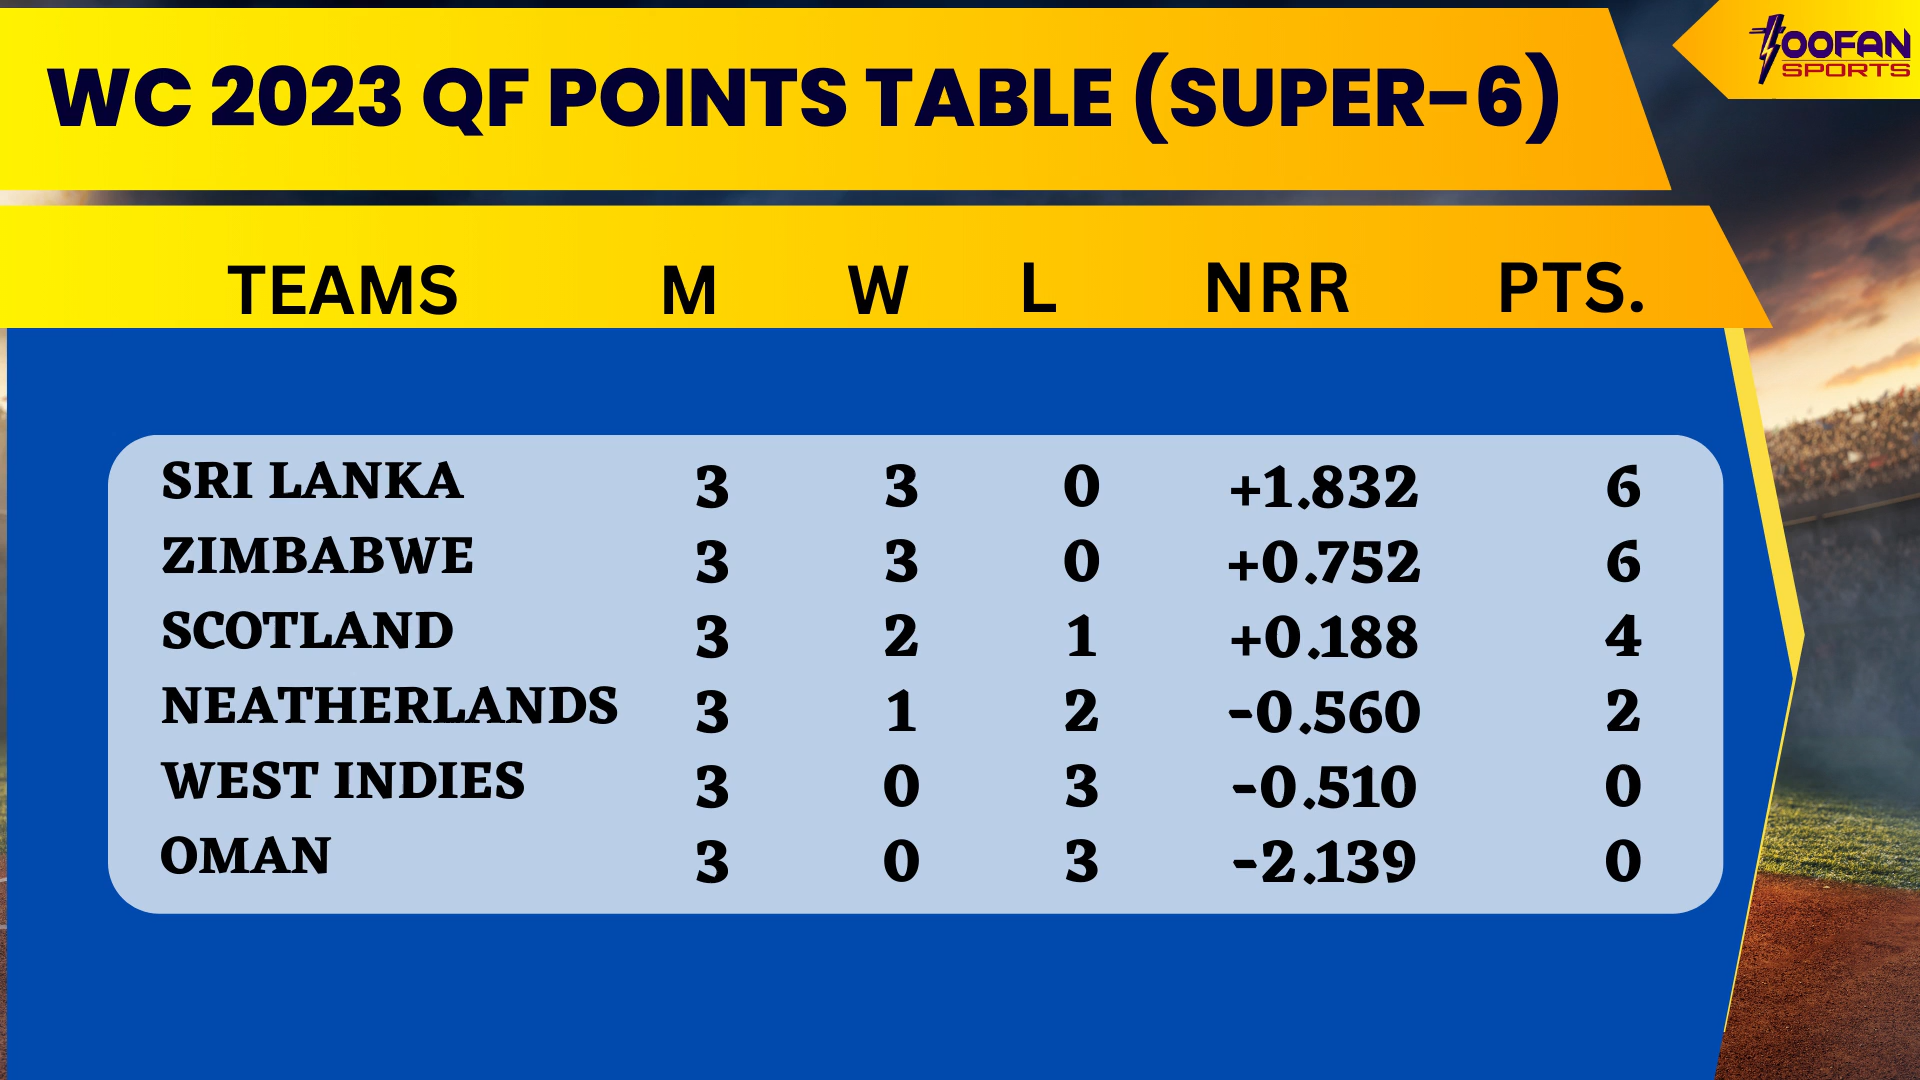 WC 2023 QF POINTS TABLE (SUPER-6)
TOOFAN
SPORTS
TEAMS M W L NRR PTS.
SRI LANKA 3 3 0 +1.832 6
ZIMBABWE 3 3 0 +0.752 6
SCOTLAND 3 2 1 +0.188 4
NEATHERLANDS 3 1 2 -0.560 2
WEST INDIES 3 0 3 -0.510 0
OMAN 3 0 3 -2.139 0